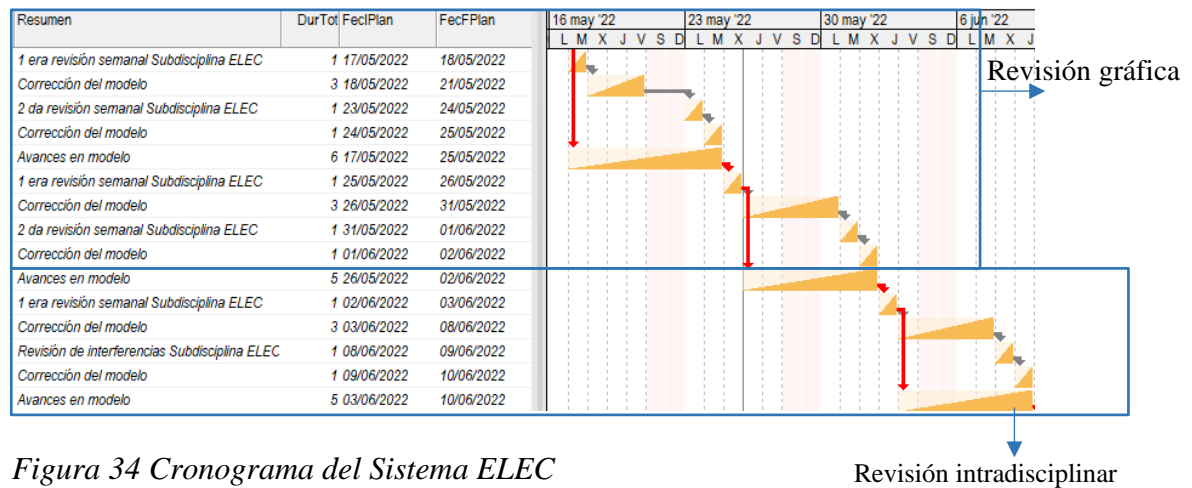 Resumen DurTot FecIPlan FecFPlan 16 may '22 23 may '22 30 may '22 6 jun '22
L M X J V S D L M X J V S D L M X J V S D L M X J
1 era revisión semanal Subdisciplina ELEC 1 17/05/2022 18/05/2022
Revisión gráfica
Corrección del modelo 3 18/05/2022 21/05/2022
2 da revisión semanal Subdisciplina ELEC 1 23/05/2022 24/05/2022
Corrección del modelo 1 24/05/2022 25/05/2022
Avances en modelo 6 17/05/2022 25/05/2022
1 era revisión semanal Subdisciplina ELEC 1 25/05/2022 26/05/2022
Corrección del modelo 3 26/05/2022 31/05/2022
2 da revisión semanal Subdisciplina ELEC 1 31/05/2022 01/06/2022
Corrección del modelo 1 01/06/2022 02/06/2022
Avances en modelo 5 26/05/2022 02/06/2022
1 era revisión semanal Subdisciplina ELEC 1 02/06/2022 03/06/2022
Corrección del modelo 3 03/06/2022 08/06/2022
Revisión de interferencias Subdisciplina ELEC 1 08/06/2022 09/06/2022
Corrección del modelo 1 09/06/2022 10/06/2022
Avances en modelo 5 03/06/2022 10/06/2022
Figura 34 Cronograma del Sistema ELEC
Revisión intradisciplinar